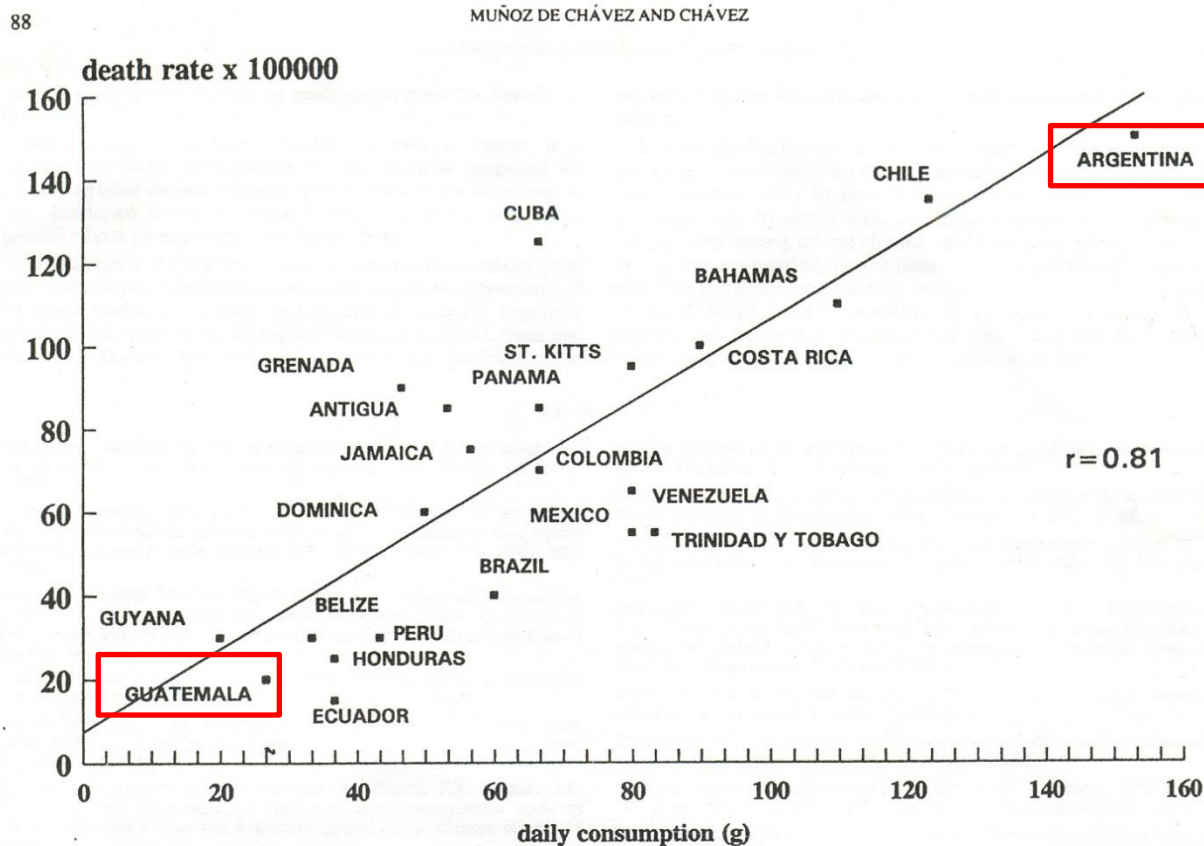 88
MUÑOZ DE CHÁVEZ AND CHÁVEZ
death rate x 100000
160
140
120
100
80
60
40
20
0
ARGENTINA
CHILE
CUBA
BAHAMAS
COSTA RICA
ST. KITTS
GRENADA
PANAMA
ANTIGUA
JAMAICA
COLOMBIA
r=0.81
VENEZUELA
DOMINICA
MEXICO
TRINIDAD Y TOBAGO
BRAZIL
BELIZE
GUYANA
PERU
HONDURAS
GUATEMALA
ECUADOR
0 20 40 60 80 100 120 140 160
daily consumption (g)